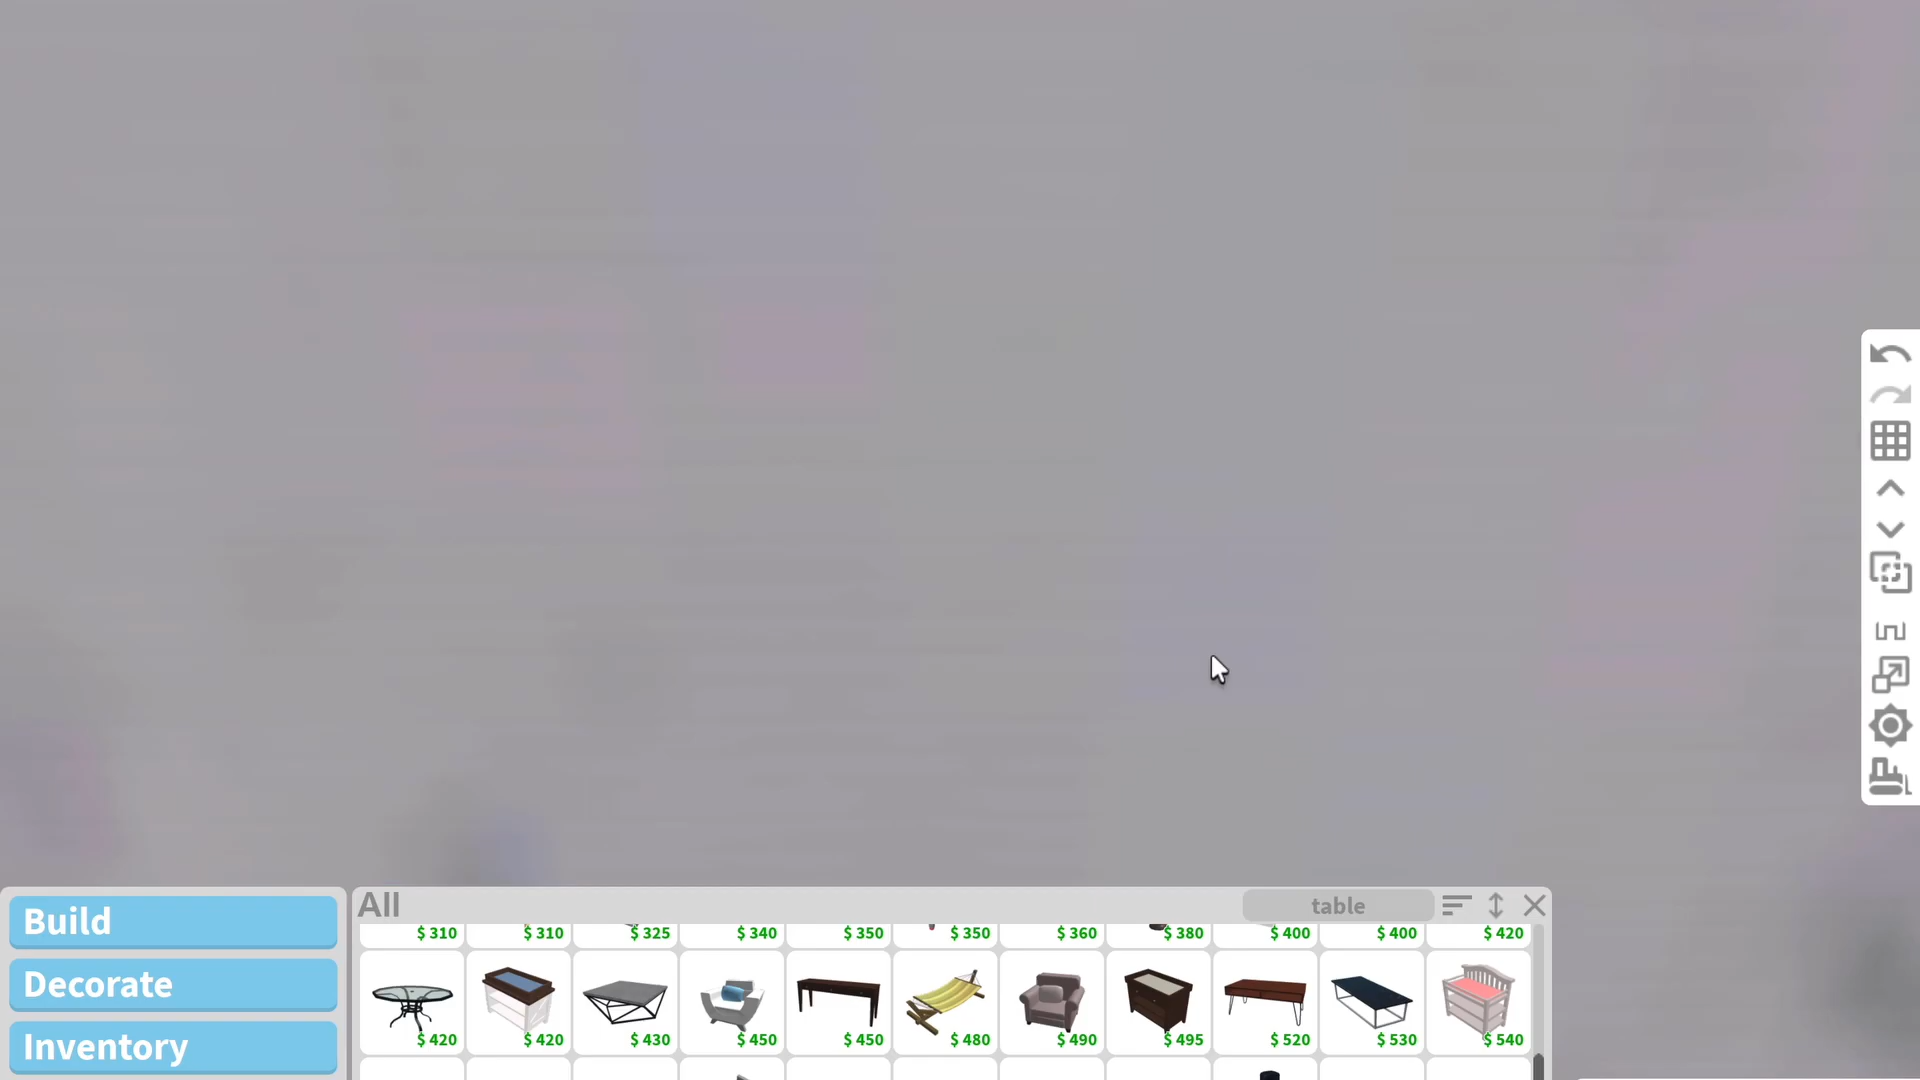 All
table
$ 310 $ 310 $ 325 $ 340 $ 350 $ 350 $ 360 $ 380 $ 400 $ 400 $ 420
Build
Decorate
Inventory
$ 420 $ 420 $ 430 $ 450 $ 450 $ 480 $ 490 $ 495 $ 520 $ 530 $ 540